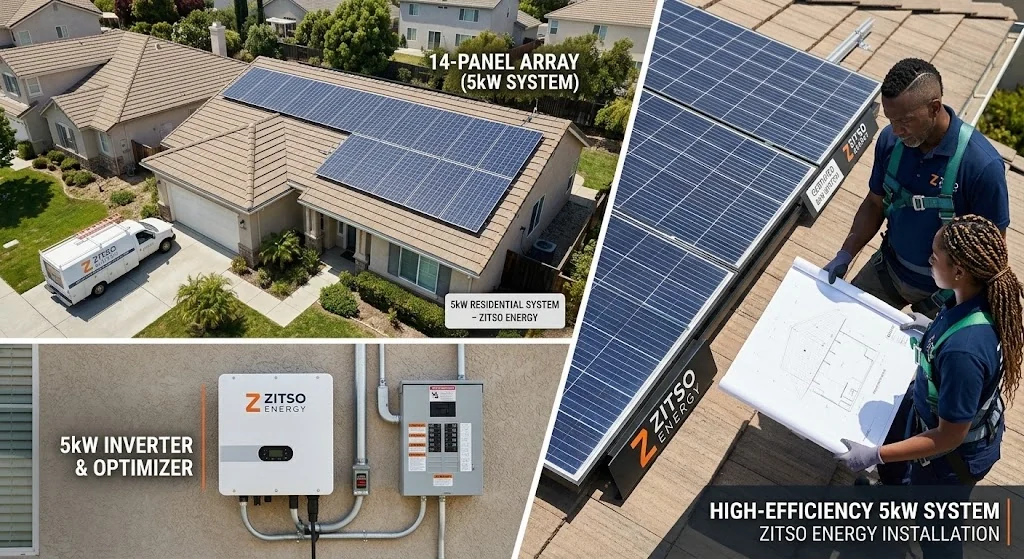 14-PANEL ARRAY
(5kW SYSTEM)
ZITSO
5KW RESIDENTIAL SYSTEM
– ZITSO ENERGY
5kW INVERTER
& OPTIMIZER
ZITSO
ENERGY
ZITSO
ENERGY
ZITSO
ZITSO
ENERGY
HIGH-EFFICIENCY 5kW SYSTEM
ZITSO ENERGY INSTALLATION